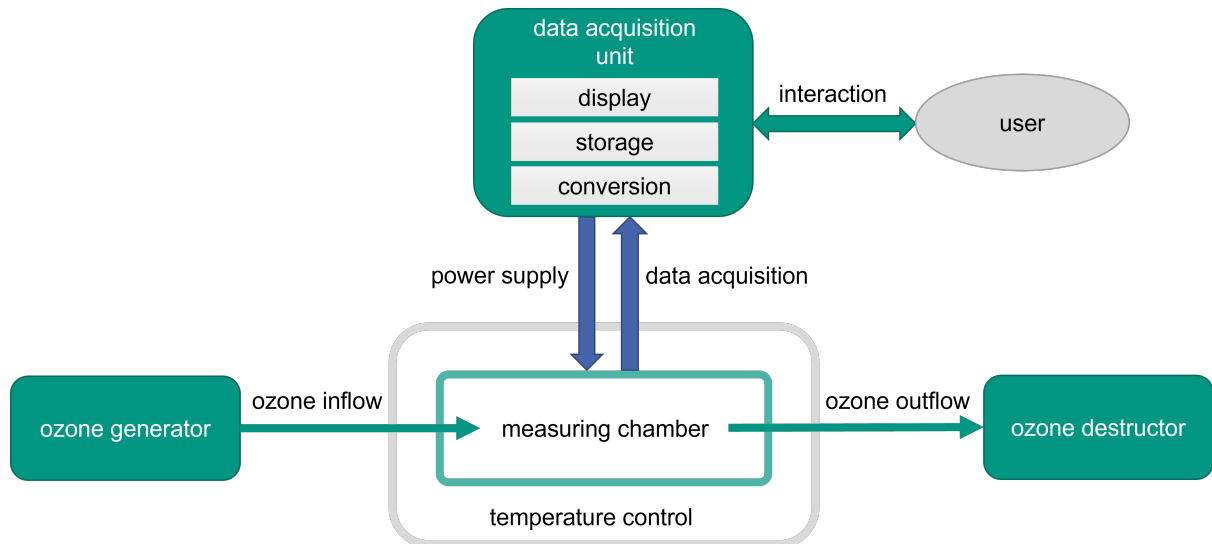 data acquisition
unit
display
storage
conversion
interaction
user
power supply
data acquisition
ozone generator
ozone inflow
measuring chamber
ozone outflow
ozone destructor
temperature control